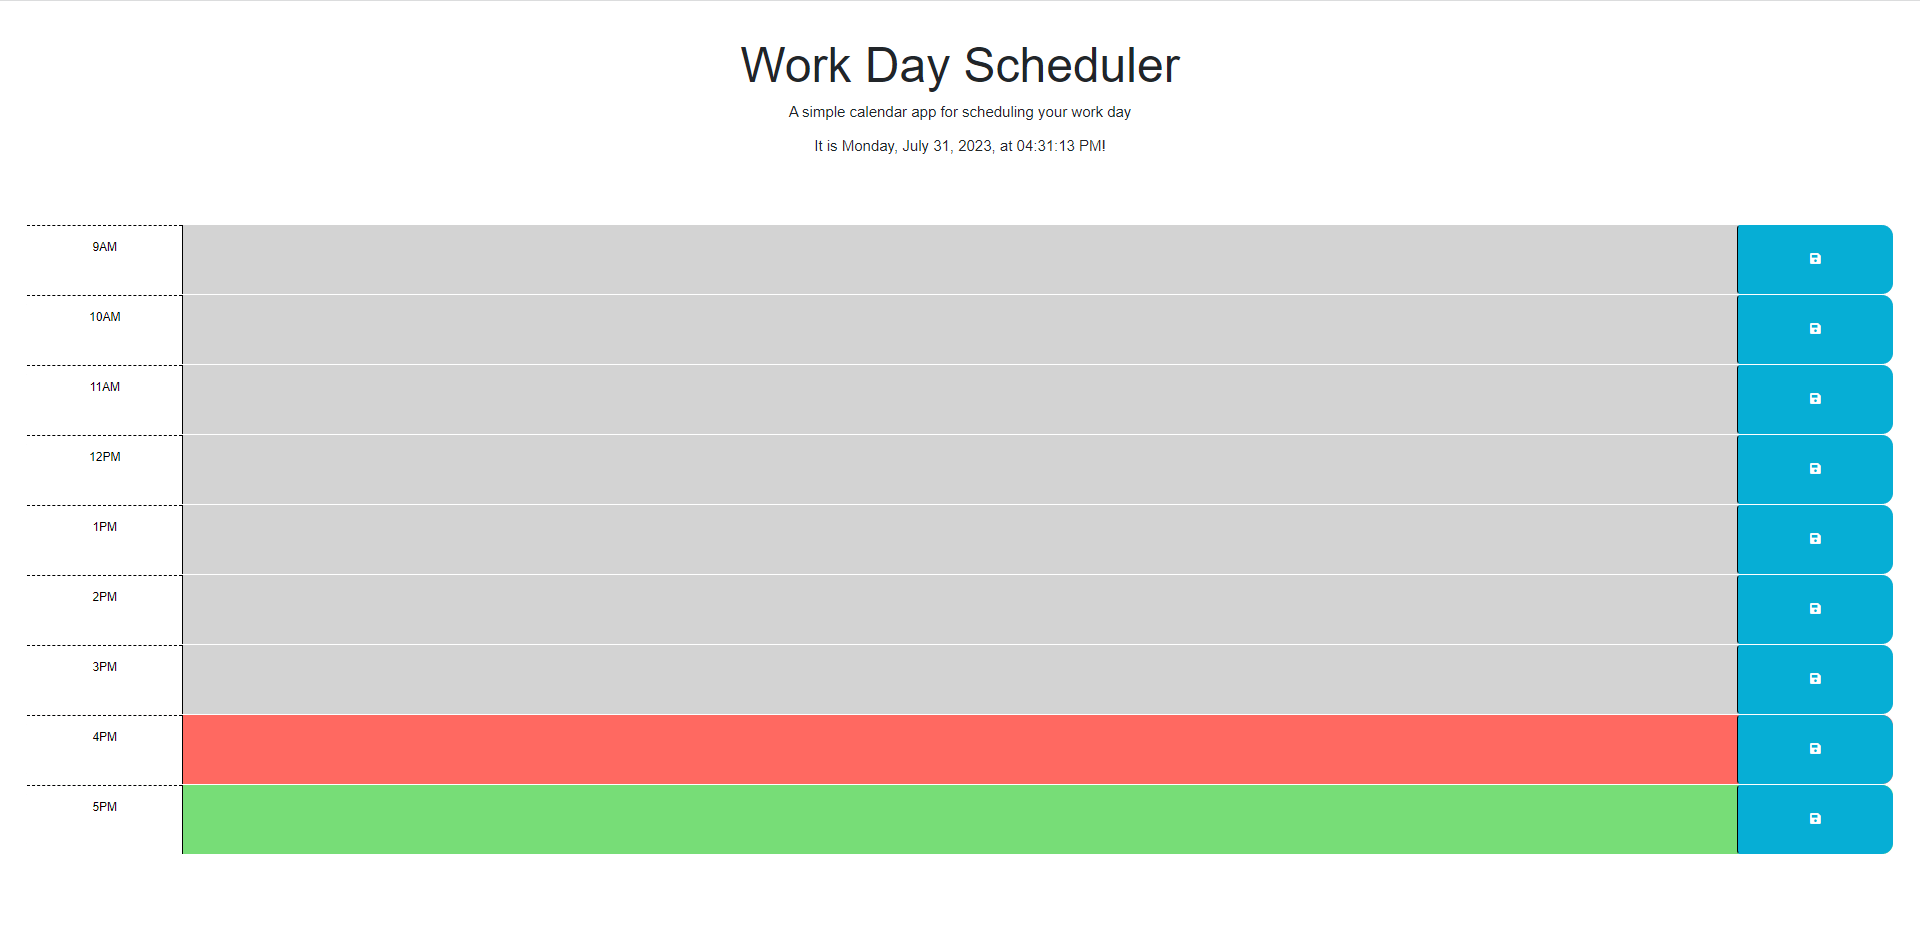 Work Day Scheduler
A simple calendar app for scheduling your work day
It is Monday, July 31, 2023, at 04:31:13 PM!
9AM
10AM
11AM
12PM
1PM
2PM
3PM
4PM
5PM